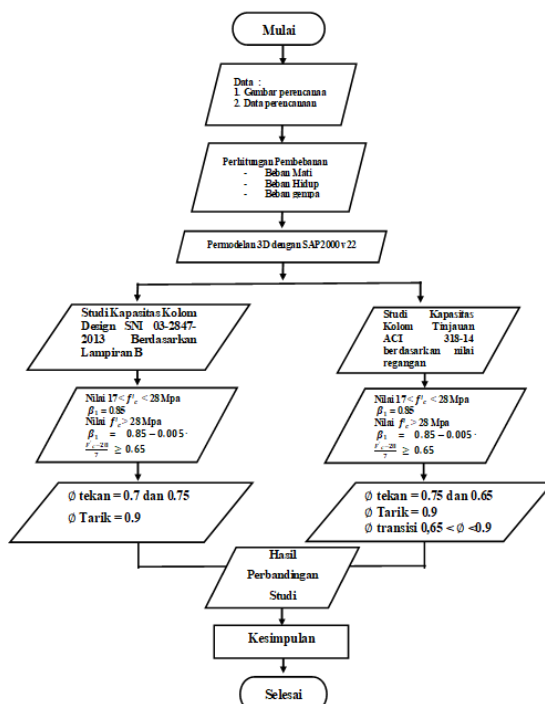 Mulai
Data :
1. Gambar perencanaa
2. Data perencanaan
Perhitungan Pembebanan
- Beban Mati
- Beban Hidup
- Beban gempa
Permodelan 3D dengan SAP2000 v 22
Studi Kapasitas Kolom
Design SNI 03-2847-
2013 Berdasarkan
Lampiran B
Studi Kapasitas
Kolom Tinjauan
ACI 318-14
berdasarkan nilai
regangan
Nilai 17 < f'c < 28 Mpa
β1 = 0.85
Nilai f'c > 28 Mpa
β1 = 0.85 – 0.005 ·
(f'c–28)/7 ≥ 0.65
Nilai 17 < f'c < 28 Mpa
β1 = 0.85
Nilai f'c > 28 Mpa
β1 = 0.85 – 0.005 ·
(f'c–28)/7 ≥ 0.65
∅ tekan = 0.7 dan 0.75
∅ Tarik = 0.9
∅ tekan = 0.75 dan 0.65
∅ Tarik = 0.9
∅ transisi 0,65 < ∅ <0.9
Hasil
Perbandingan
Studi
Kesimpulan
Selesai